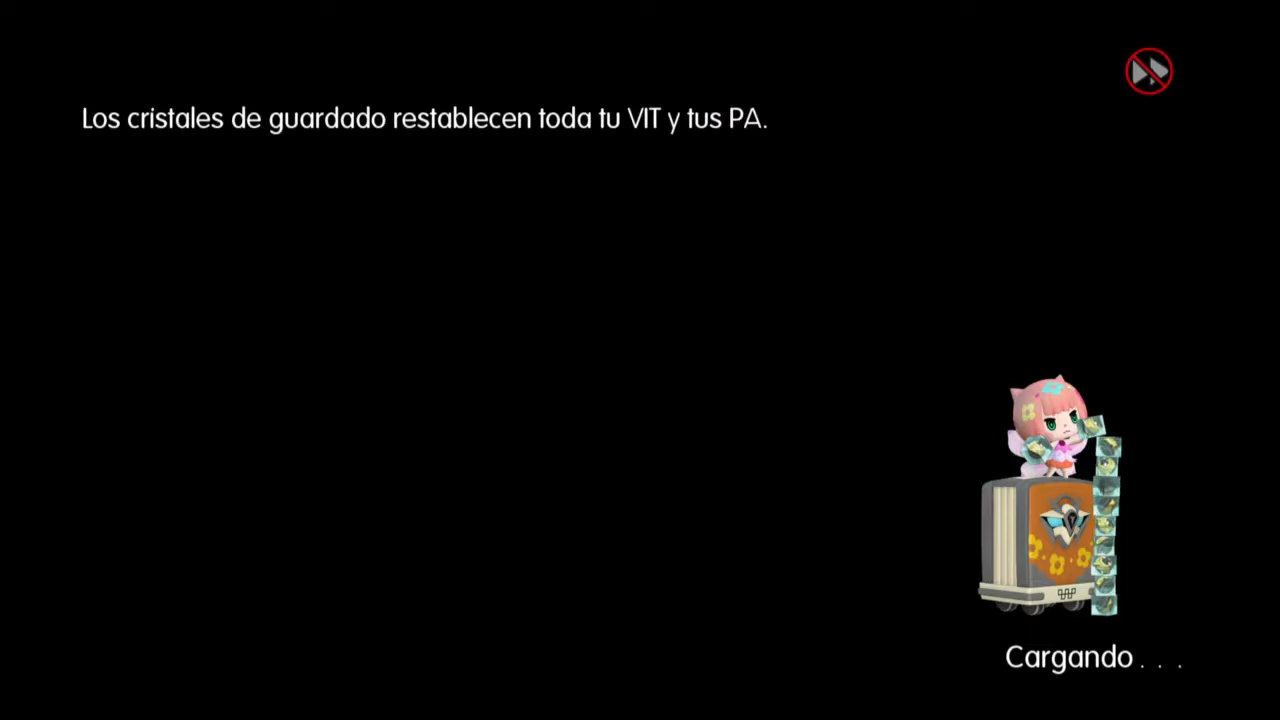 Los cristales de guardado restablecen toda tu VIT y tus PA.
Cargando . . .